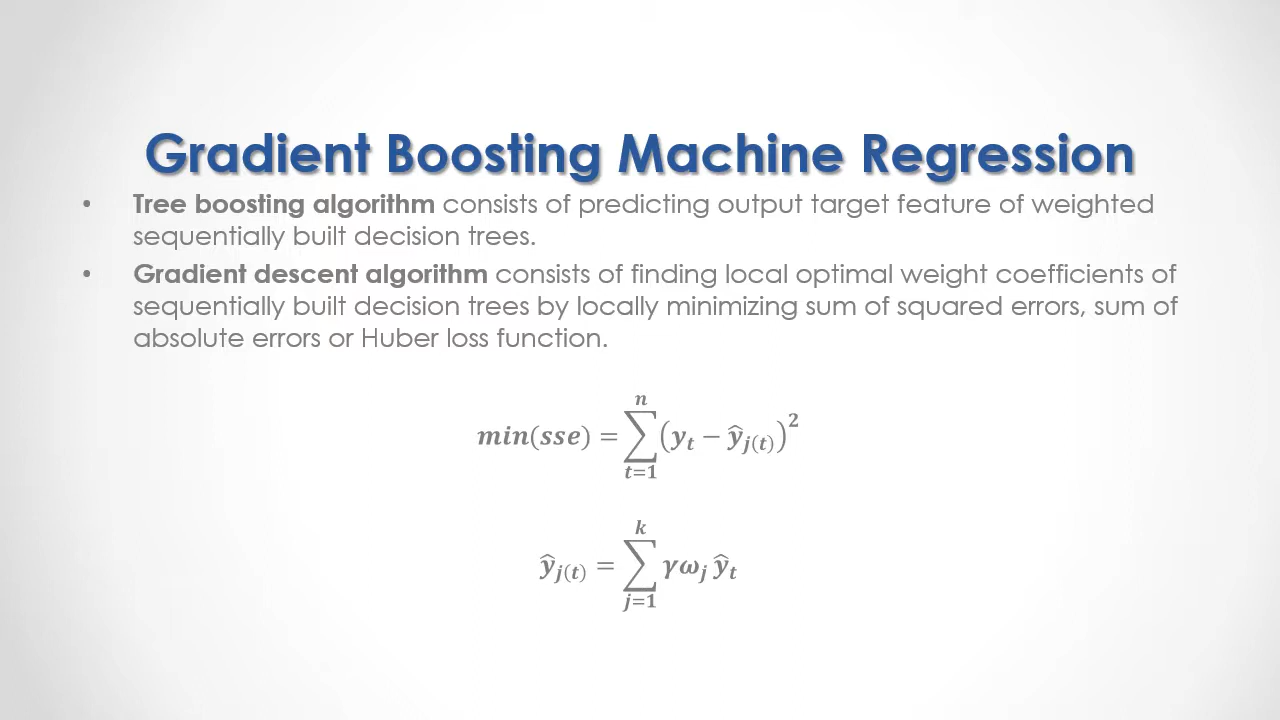 Gradient Boosting Machine Regression
• Tree boosting algorithm consists of predicting output target feature of weighted
sequentially built decision trees.
• Gradient descent algorithm consists of finding local optimal weight coefficients of
sequentially built decision trees by locally minimizing sum of squared errors, sum of
absolute errors or Huber loss function.
min(sse) = ∑_{t=1}^{n} (y_t − ŷ_{j(t)})^2
ŷ_{j(t)} = ∑_{j=1}^{k} γω_j ŷ_t